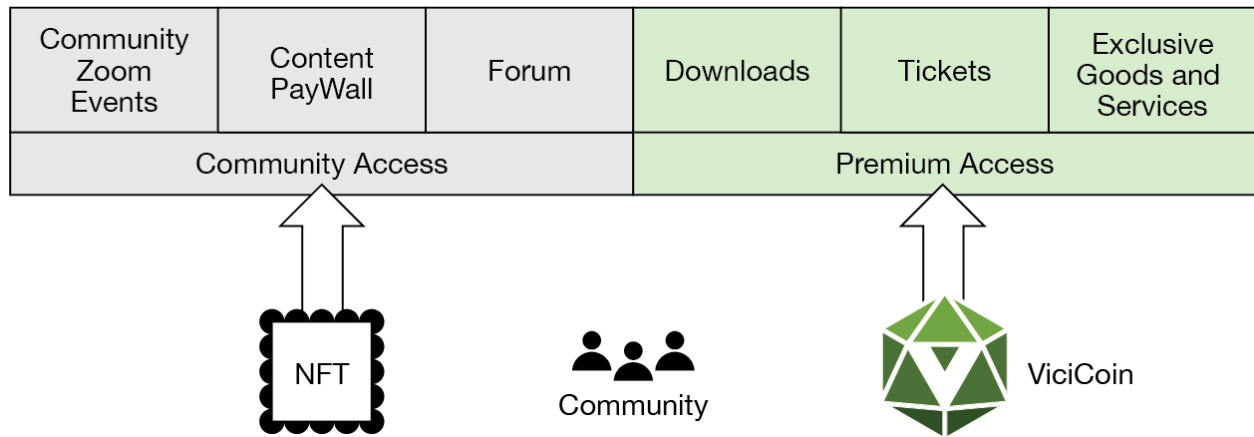 Community
Zoom
Events
Content
PayWall
Forum
Downloads
Tickets
Exclusive
Goods and
Services
Community Access
Premium Access
NFT
Community
ViciCoin